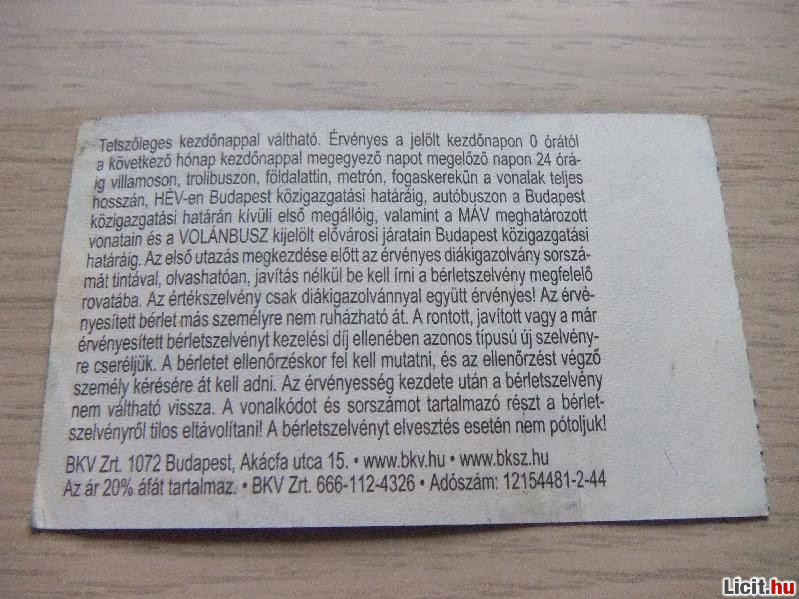 Tetszőleges kezdőnappal váltható. Érvényes a jelölt kezdőnapon 0 órától
a következő hónap kezdőnappal megegyező napot megelőző napon 24 órá-
ig villamoson, trolibuszon, földalattin, metrón, fogaskerekűn a vonalak teljes
hosszán, HÉV-en Budapest közigazgatási határáig, autóbuszon a Budapest
közigazgatási határán kívüli első megállóig, valamint a MÁV meghatározott
vonatain és a VOLÁNBUSZ kijelölt elővárosi járatain Budapest közigazgatási
határáig. Az első utazás megkezdése előtt az érvényes diákigazolvány sorszá-
mát tintával, olvashatóan, javítás nélkül be kell írni a bérletszelvény megfelelő
rovatába. Az értékszelvény csak diákigazolvánnyal együtt érvényes! Az érvé-
nyesített bérlet más személyre nem ruházható át. A rontott, javított vagy a már
érvényesített bérletszelvényt kezelési díj ellenében azonos típusú új szelvény-
re cseréljük. A bérletet ellenőrzéskor fel kell mutatni, és az ellenőrzést végző
személy kérésére át kell adni. Az érvényesség kezdete után a bérletszelvény
nem váltható vissza. A vonalkódot és sorszámot tartalmazó részt a bérlet-
szelvényről tilos eltávolítani! A bérletszelvényt elvesztés esetén nem pótoljuk!
BKV Zrt. 1072 Budapest, Akácfa utca 15. • www.bkv.hu • www.bksz.hu
Az ár 20% áfát tartalmaz. • BKV Zrt. 666-112-4326 • Adószám: 12154481-2-44
Licit.hu